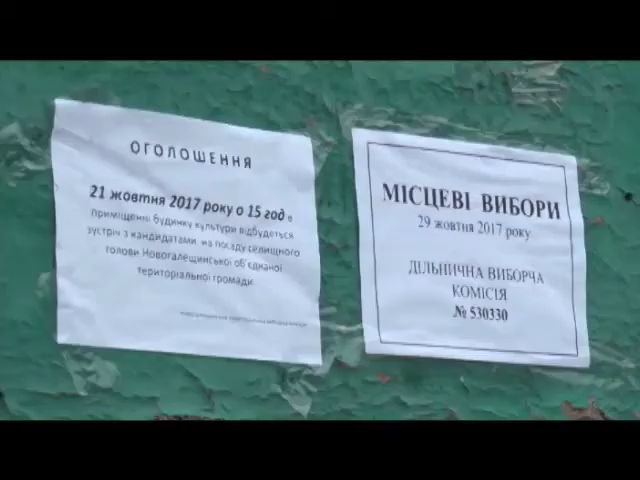 ОГОЛОШЕННЯ
21 жовтня 2017 року о 15 год в
приміщенні будинку культури відбудеться
зустріч з кандидатами на посаду селищного
голови Новогалещинської об'єднаної
територіальної громади
МІСЦЕВІ ВИБОРИ
29 жовтня 2017 року
ДІЛЬНИЧНА ВИБОРЧА
КОМІСІЯ
№ 530330